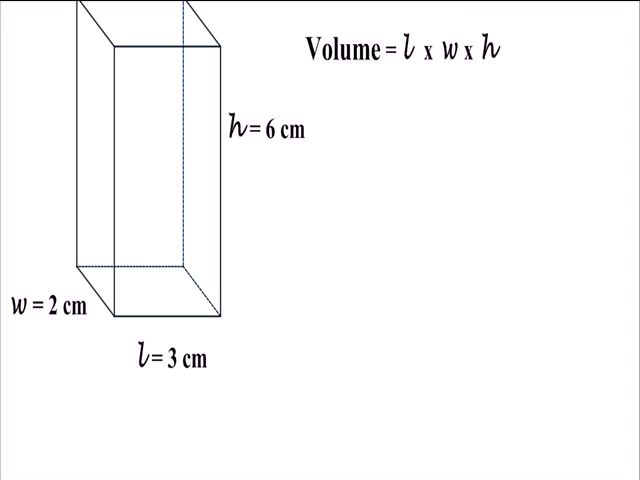 Volume = l x w x h
h = 6 cm
w = 2 cm
l = 3 cm